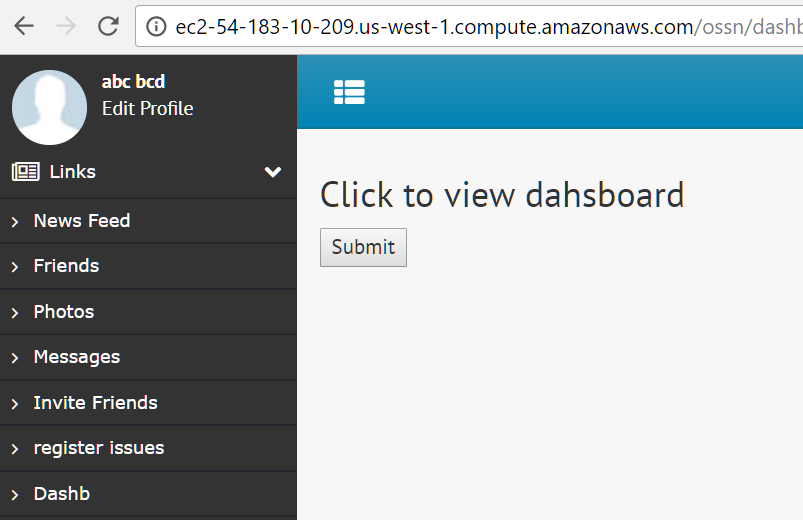 ec2-54-183-10-209.us-west-1.compute.amazonaws.com/ossn/dashb
abc bcd
Edit Profile
Links
News Feed
Friends
Photos
Messages
Invite Friends
register issues
Dashb
Click to view dahsboard
Submit